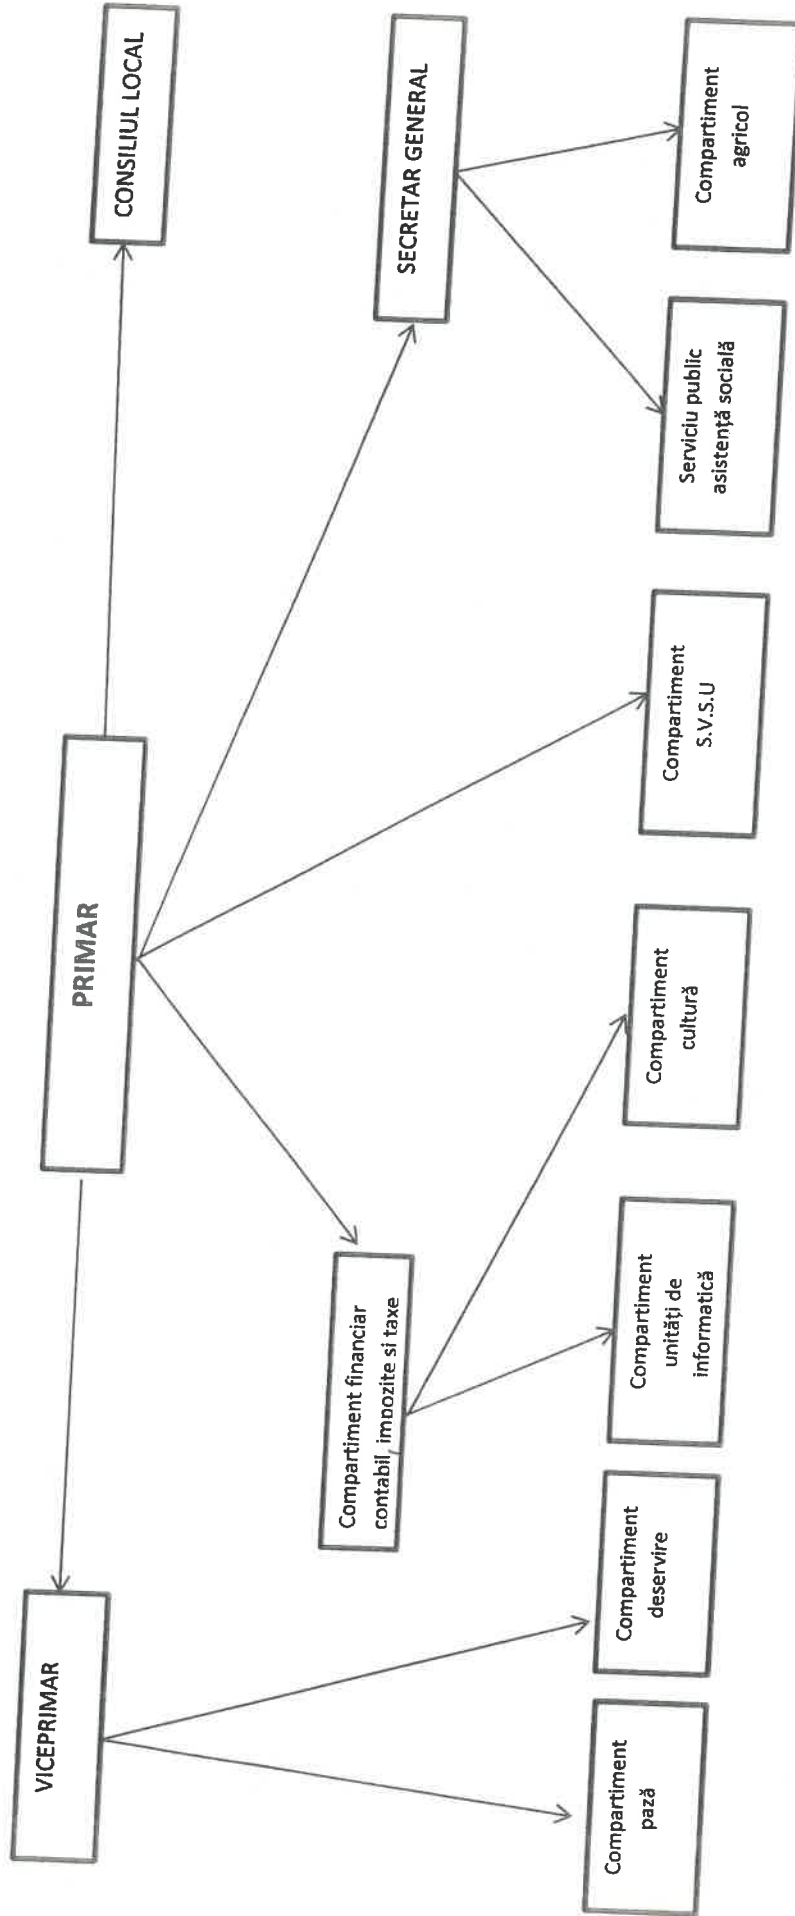 PRIMAR
VICEPRIMAR
CONSILIUL LOCAL
Compartiment financiar
contabil, impozite si taxe
SECRETAR GENERAL
Compartiment
pază
Compartiment
deservire
Compartiment
unități de
informatică
Compartiment
cultură
Compartiment
S.V.S.U
Serviciu public
asistență socială
Compartiment
agricol